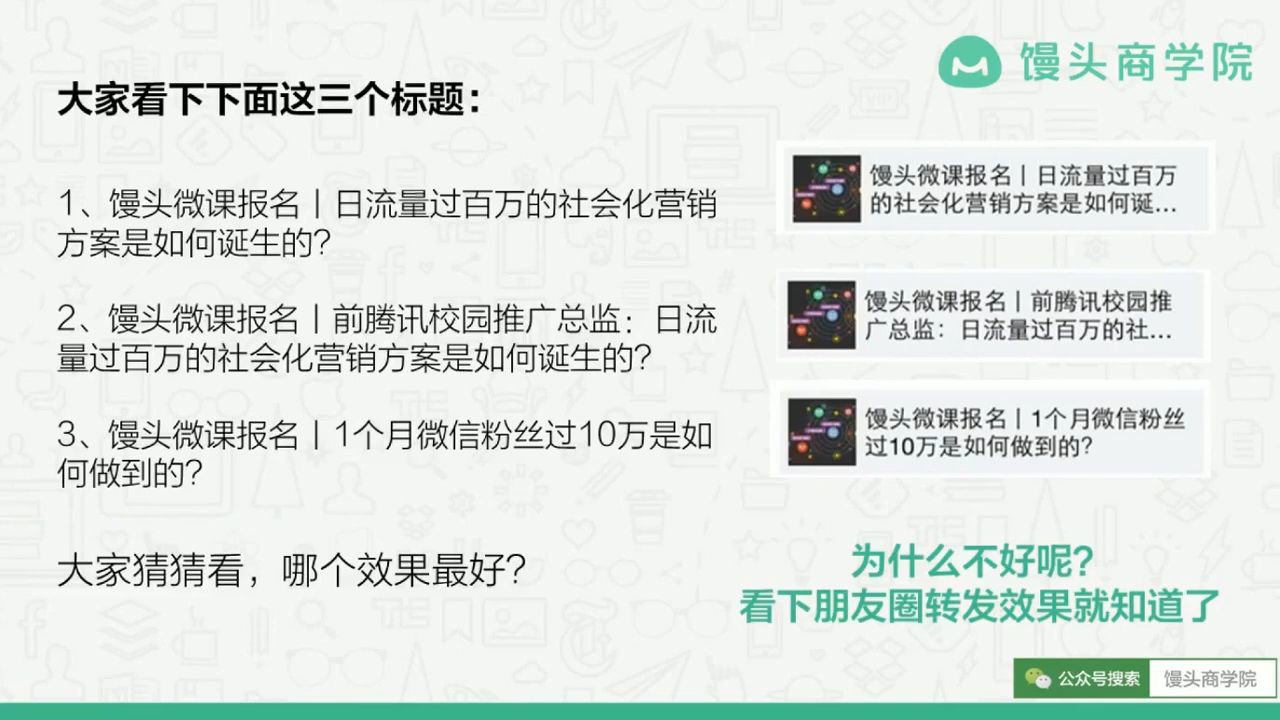 馒头商学院
大家看下下面这三个标题：
1、馒头微课报名丨日流量过百万的社会化营销
方案是如何诞生的？
2、馒头微课报名丨前腾讯校园推广总监：日流
量过百万的社会化营销方案是如何诞生的？
3、馒头微课报名丨1个月微信粉丝过10万是如
何做到的？
大家猜猜看，哪个效果最好？
馒头微课报名丨日流量过百万
的社会化营销方案是如何诞...
馒头微课报名丨前腾讯校园推
广总监：日流量过百万的社...
馒头微课报名丨1个月微信粉丝
过10万是如何做到的？
为什么不好呢？
看下朋友圈转发效果就知道了
公众号搜索 馒头商学院